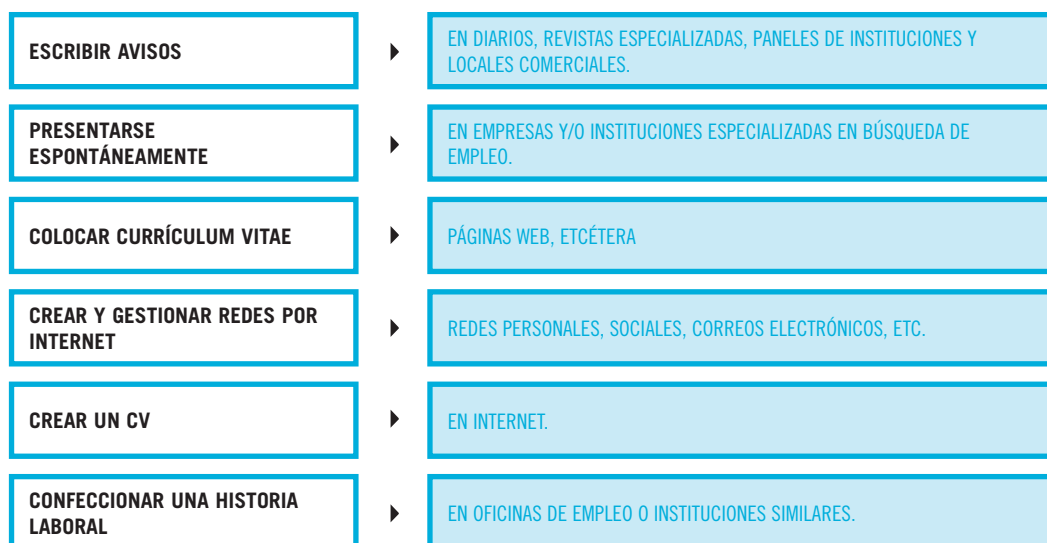 ESCRIBIR AVISOS
EN DIARIOS, REVISTAS ESPECIALIZADAS, PANELES DE INSTITUCIONES Y
LOCALES COMERCIALES.
PRESENTARSE
ESPONTÁNEAMENTE
EN EMPRESAS Y/O INSTITUCIONES ESPECIALIZADAS EN BÚSQUEDA DE
EMPLEO.
COLOCAR CURRÍCULUM VITAE
PÁGINAS WEB, ETCÉTERA
CREAR Y GESTIONAR REDES POR
INTERNET
REDES PERSONALES, SOCIALES, CORREOS ELECTRÓNICOS, ETC.
CREAR UN CV
EN INTERNET.
CONFECCIONAR UNA HISTORIA
LABORAL
EN OFICINAS DE EMPLEO O INSTITUCIONES SIMILARES.